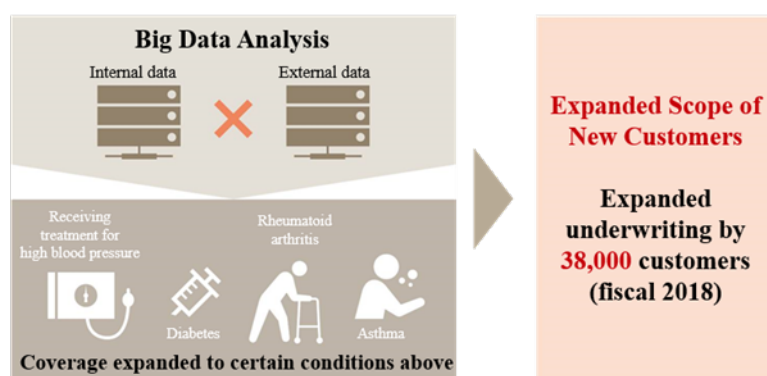 Big Data Analysis
Internal data
External data
Receiving
treatment for
high blood pressure
Diabetes
Rheumatoid
arthritis
Asthma
Coverage expanded to certain conditions above
Expanded Scope of
New Customers
Expanded
underwriting by
38,000 customers
(fiscal 2018)